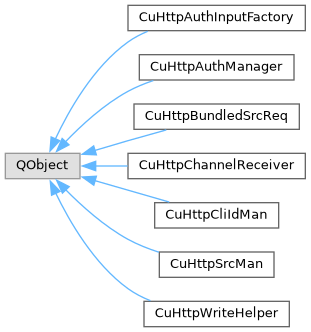 CuHttpAuthInputFactory
CuHttpAuthManager
CuHttpBundledSrcReq
QObject
CuHttpChannelReceiver
CuHttpCliIdMan
CuHttpSrcMan
CuHttpWriteHelper